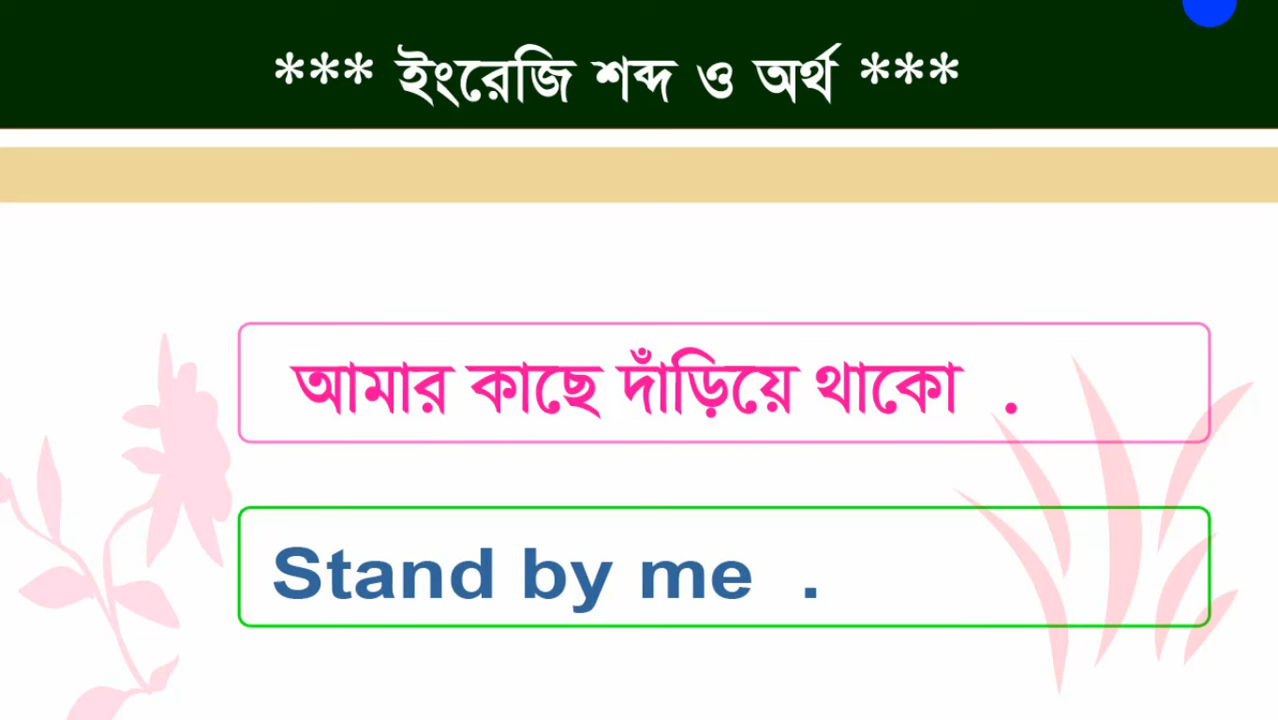 *** ইংরেজি শব্দ ও অর্থ ***
আমার কাছে দাঁড়িয়ে থাকো .
Stand by me .